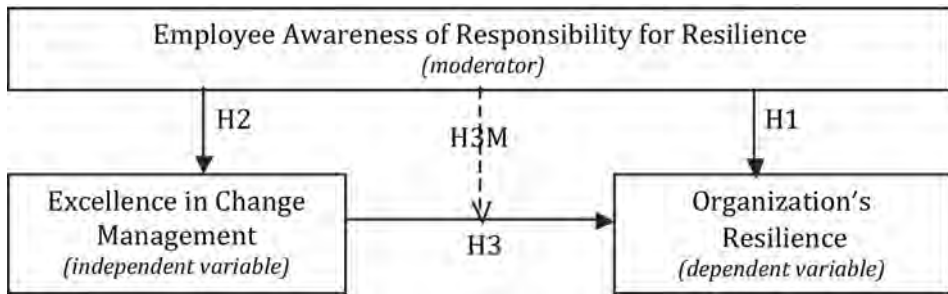 Employee Awareness of Responsibility for Resilience
(moderator)
H2
H3M
H1
Excellence in Change
Management
(independent variable)
H3
Organization's
Resilience
(dependent variable)